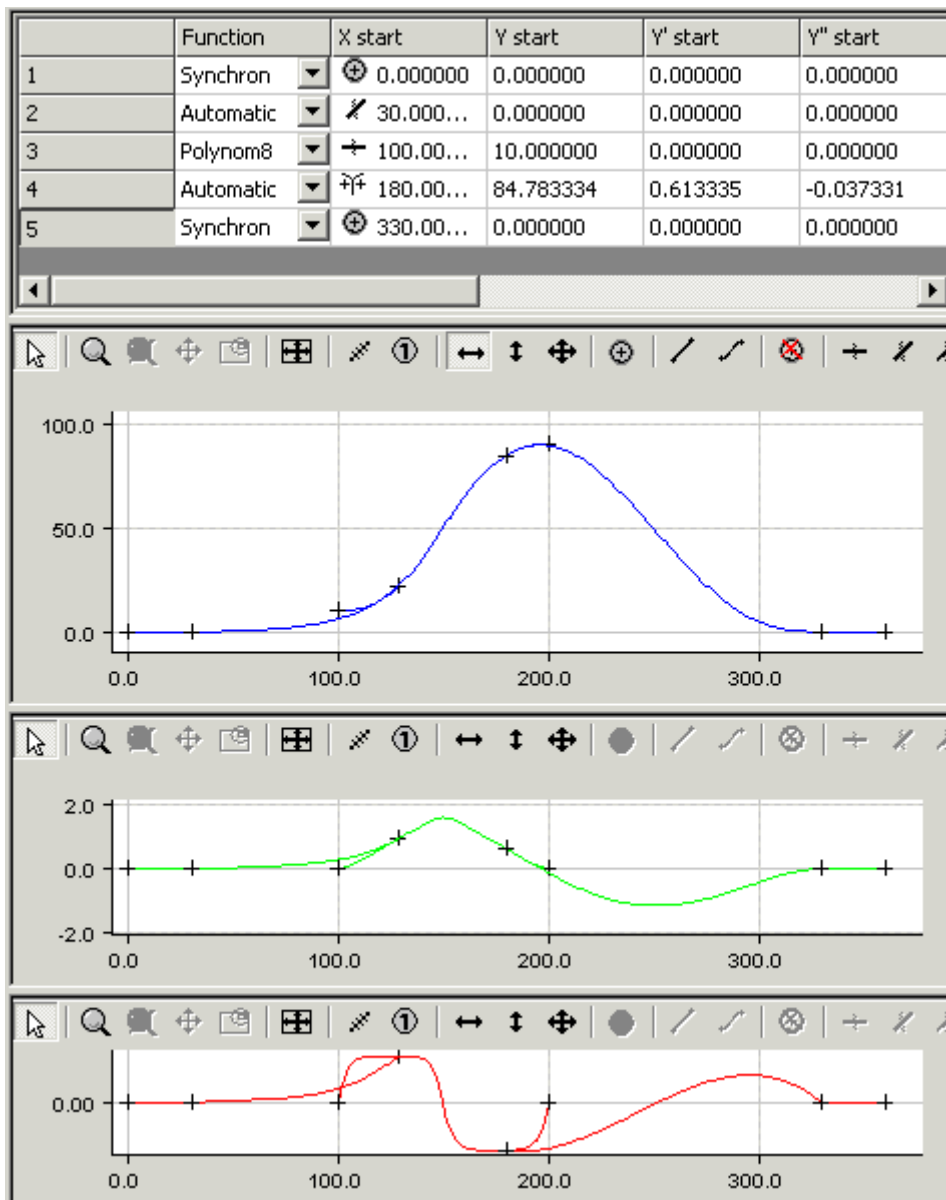 Function X start Y start Y' start Y" start
1 Synchron 0.000000 0.000000 0.000000 0.000000
2 Automatic 30.000... 0.000000 0.000000 0.000000
3 Polynom8 100.00... 10.000000 0.000000 0.000000
4 Automatic 180.00... 84.783334 0.613335 -0.037331
5 Synchron 330.00... 0.000000 0.000000 0.000000
1
100.0
50.0
0.0
0.0 100.0 200.0 300.0
1
2.0
0.0
-2.0
0.0 100.0 200.0 300.0
1
0.00
0.0 100.0 200.0 300.0